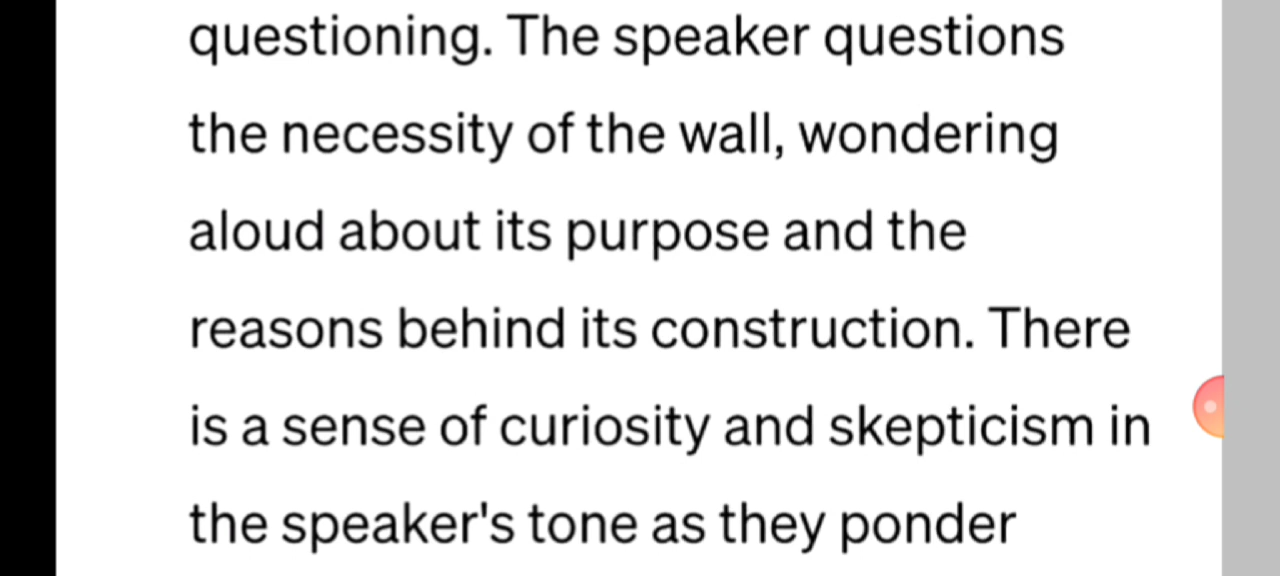 questioning. The speaker questions
the necessity of the wall, wondering
aloud about its purpose and the
reasons behind its construction. There
is a sense of curiosity and skepticism in
the speaker's tone as they ponder